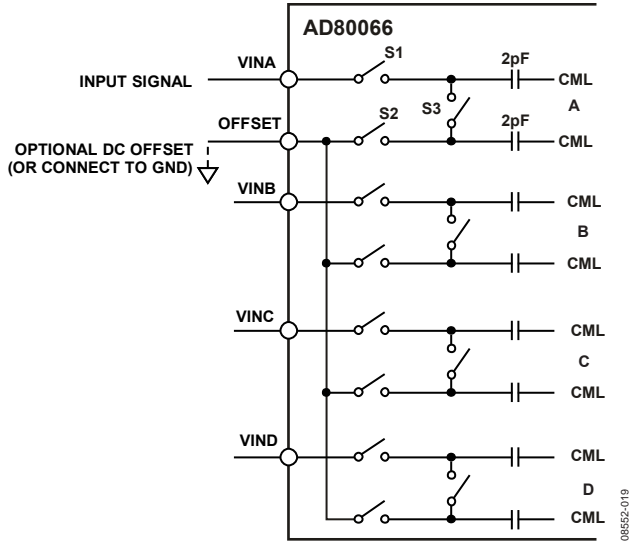 AD80066
VINA
S1
2pF
INPUT SIGNAL
CML
A
OFFSET
S2
S3
2pF
OPTIONAL DC OFFSET
(OR CONNECT TO GND)
CML
VINB
CML
B
CML
VINC
CML
C
CML
VIND
CML
D
CML
08552-019